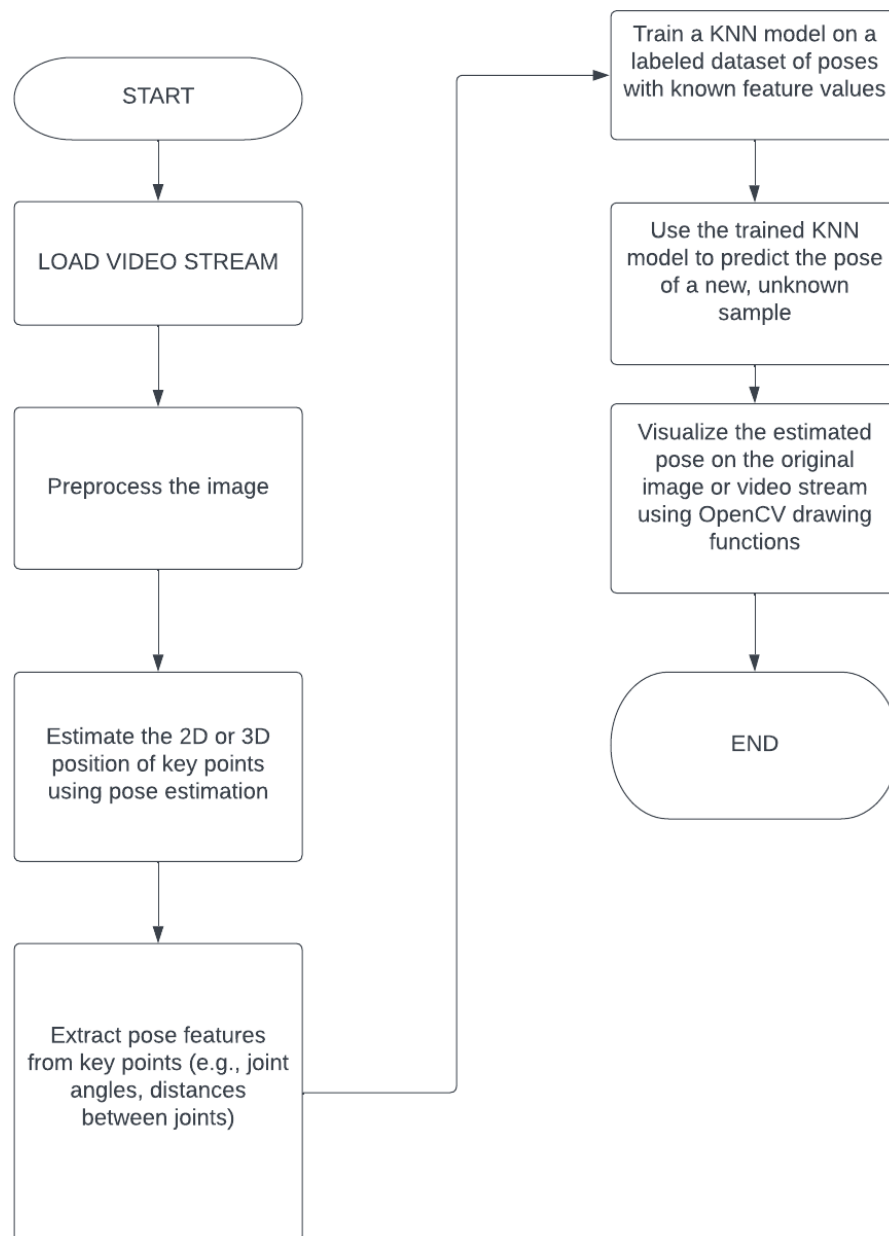 START
LOAD VIDEO STREAM
Preprocess the image
Estimate the 2D or 3D
position of key points
using pose estimation
Extract pose features
from key points (e.g., joint
angles, distances
between joints)
Train a KNN model on a
labeled dataset of poses
with known feature values
Use the trained KNN
model to predict the pose
of a new, unknown
sample
Visualize the estimated
pose on the original
image or video stream
using OpenCV drawing
functions
END